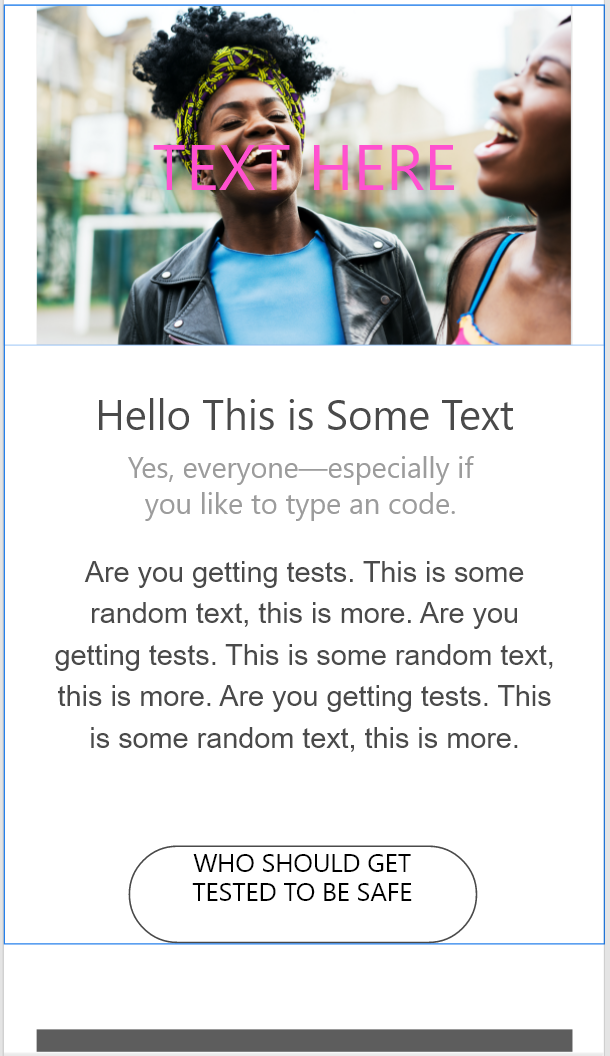 TEXT HERE
Hello This is Some Text
Yes, everyone—especially if
you like to type an code.
Are you getting tests. This is some
random text, this is more. Are you
getting tests. This is some random text,
this is more. Are you getting tests. This
is some random text, this is more.
WHO SHOULD GET
TESTED TO BE SAFE